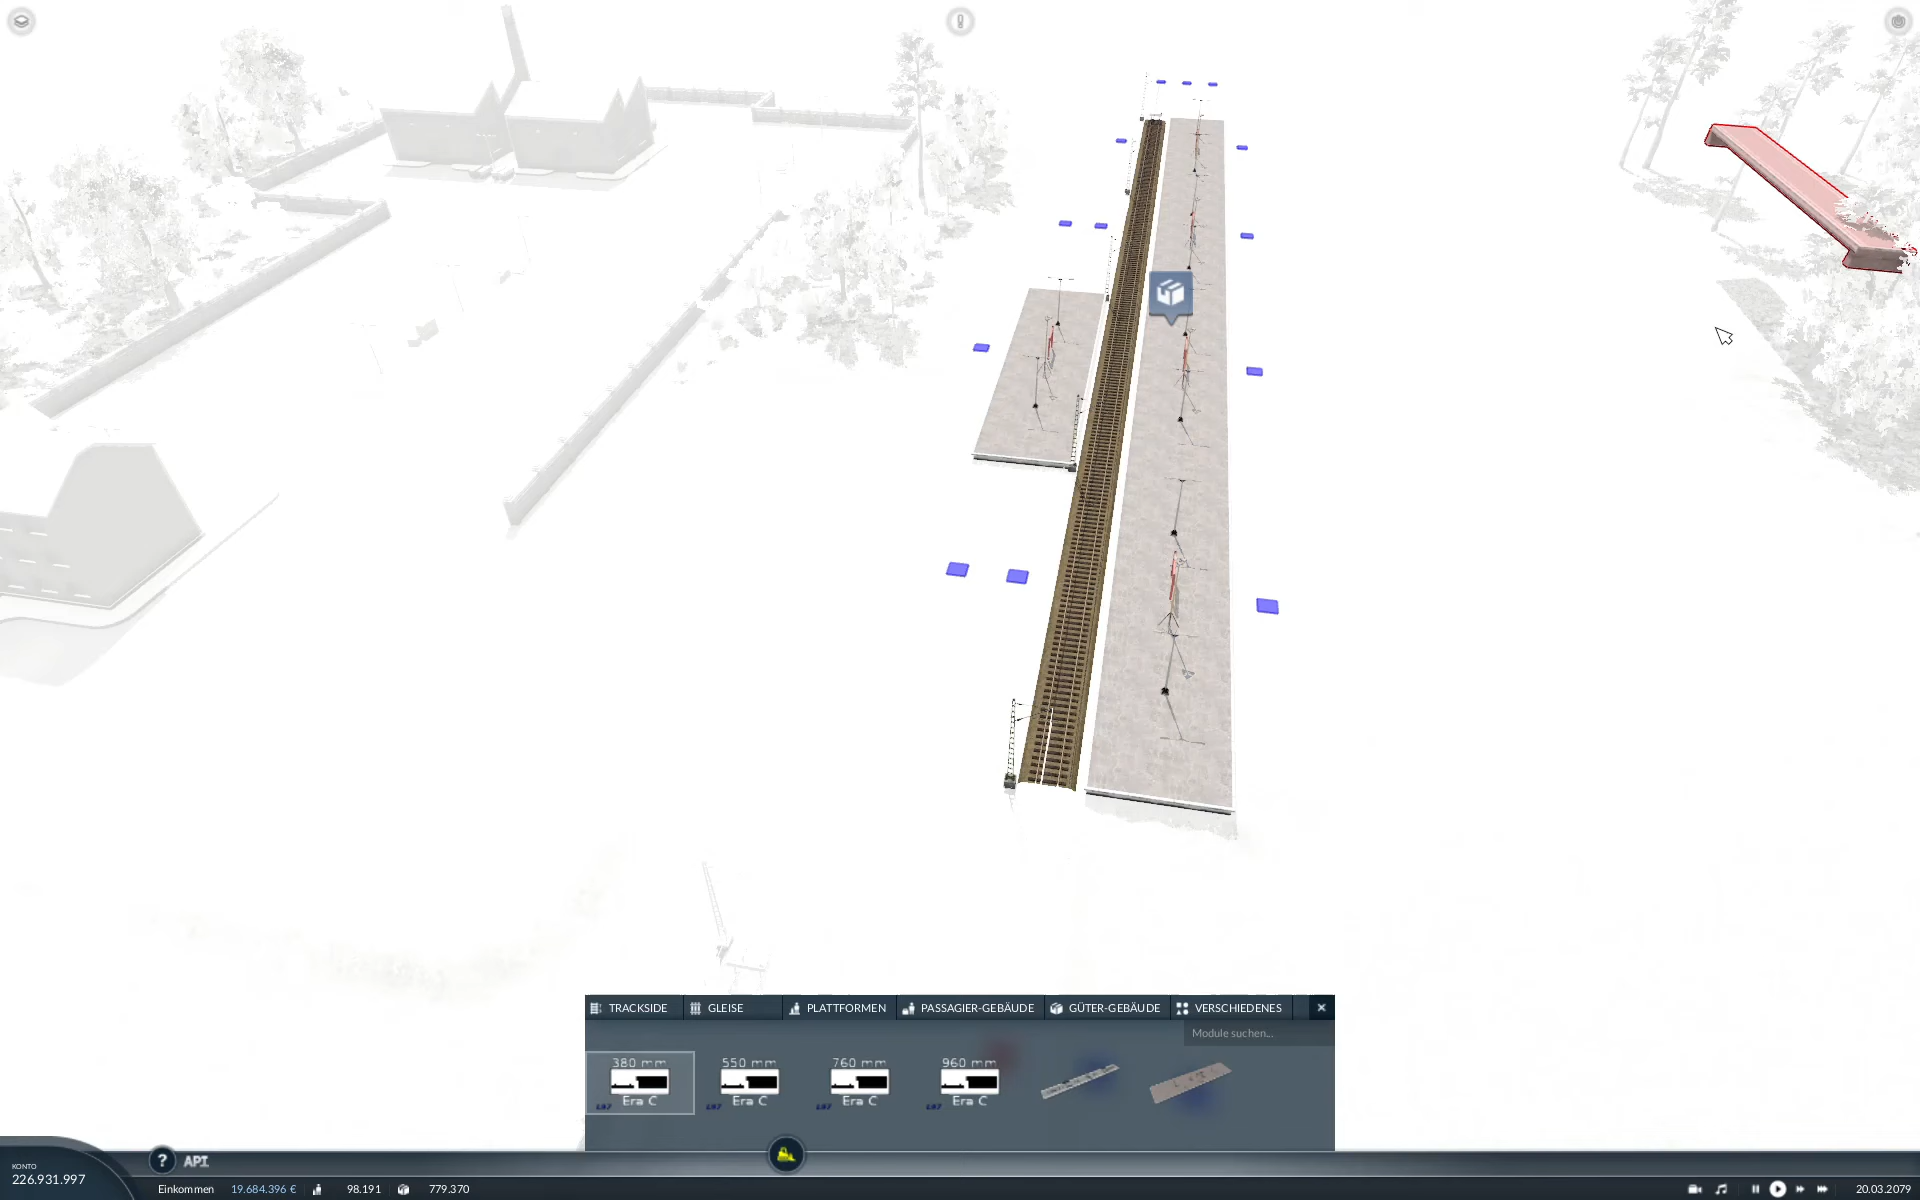 TRACKSIDE GLEISE PLATTFORMEN PASSAGIER-GEBÄUDE GÜTER-GEBÄUDE VERSCHIEDENES
Module suchen...
380 mm 550 mm 760 mm 960 mm
Era C Era C Era C Era C
KONTO
226.931.997
? API
Einkommen 19.684.396 € 98.191 779.370
20.03.2079